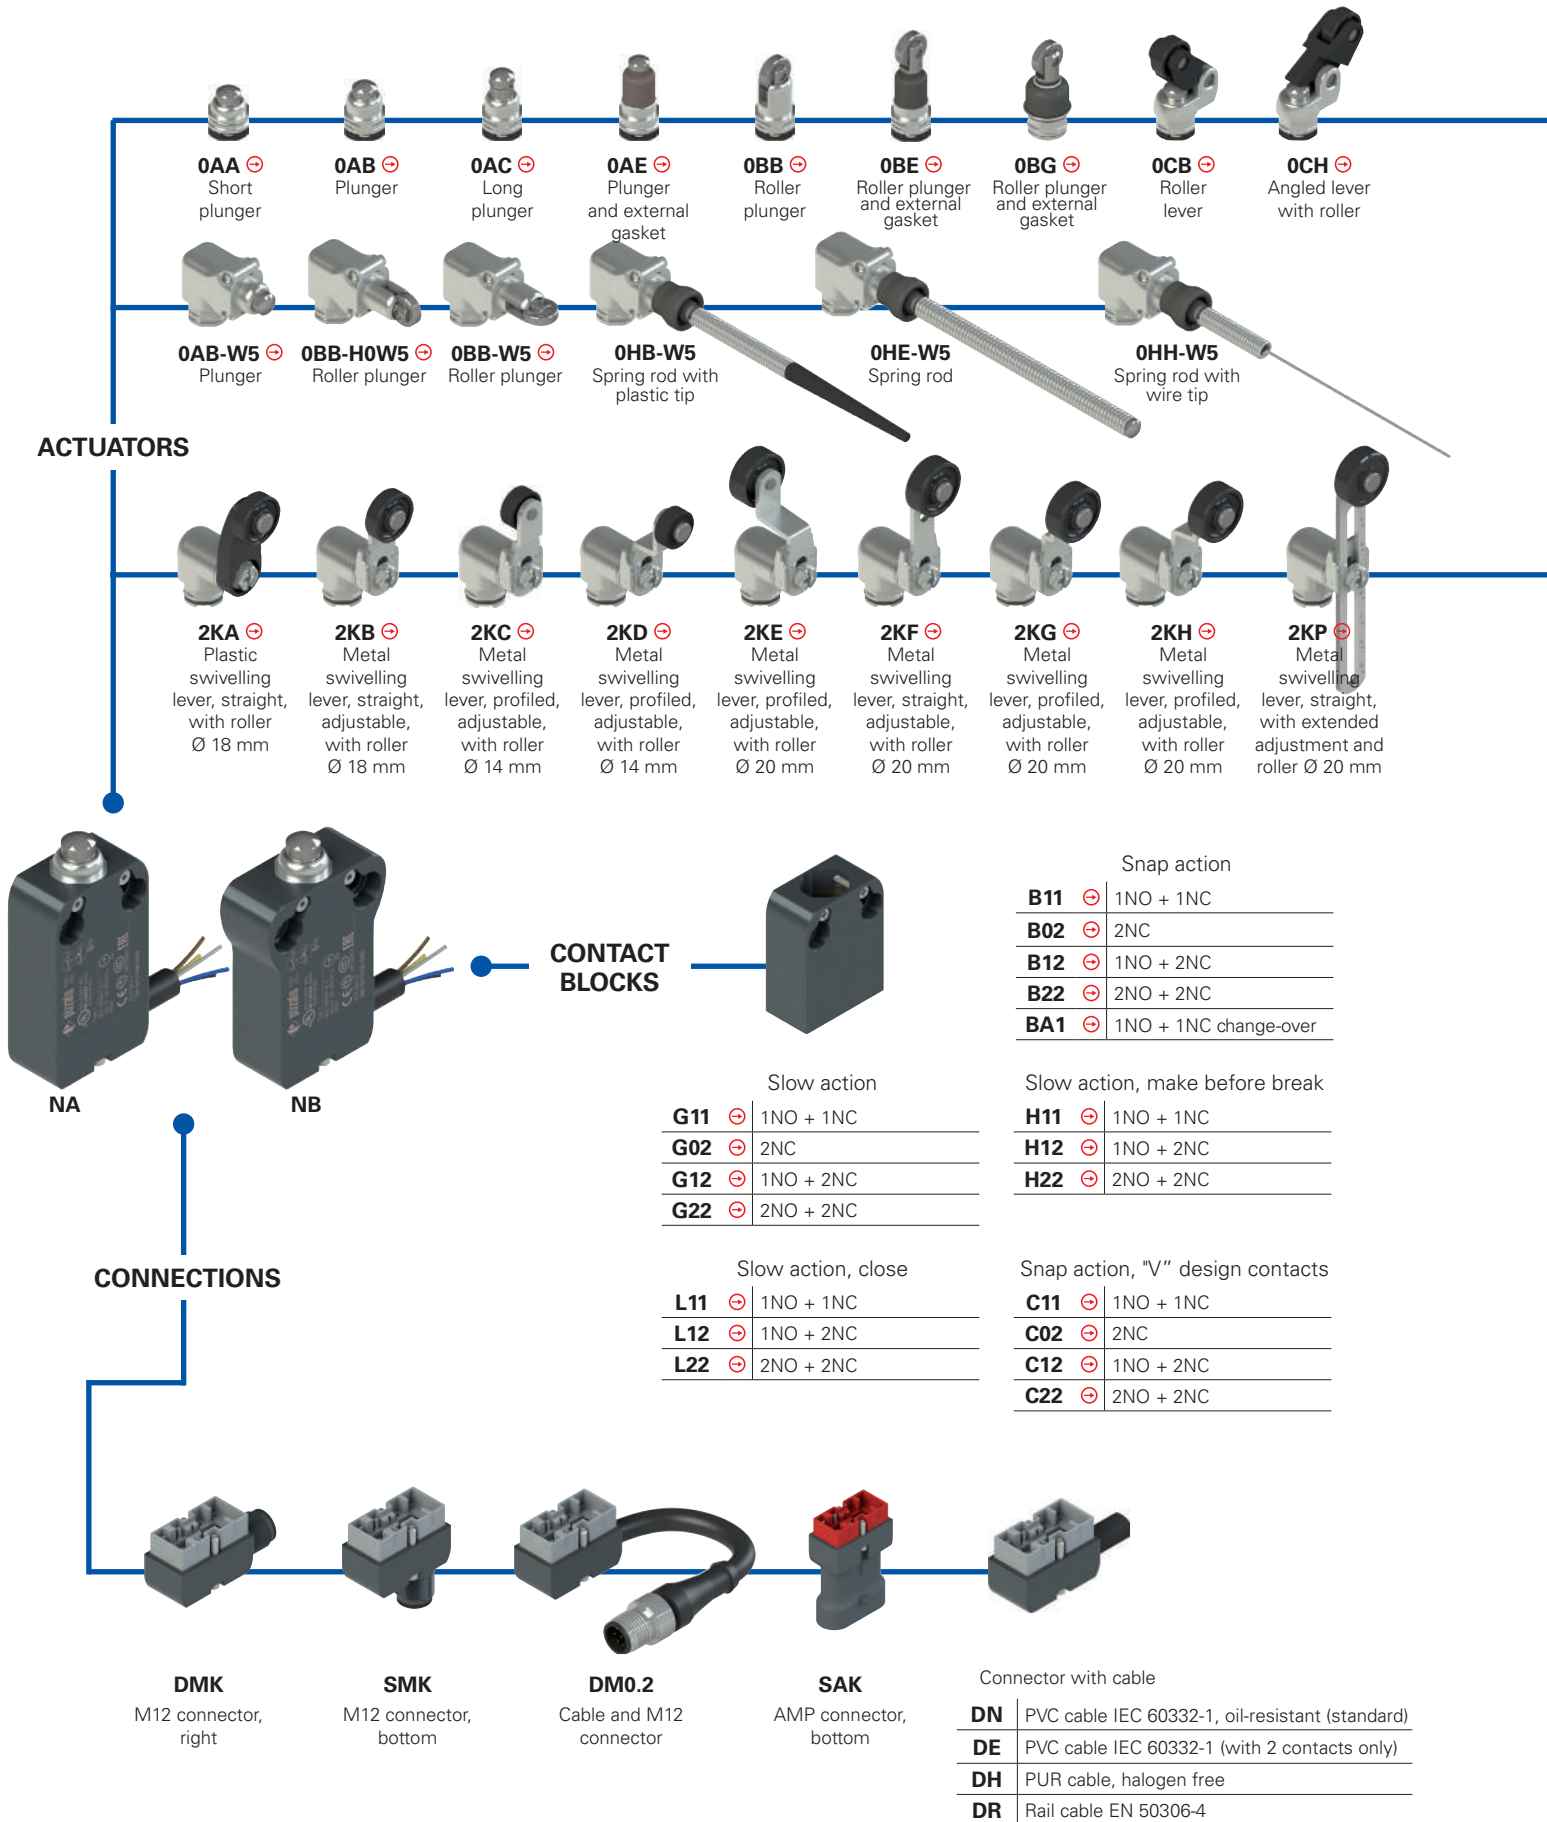 0AA
Short
plunger
0AB
Plunger
0AC
Long
plunger
0AE
Plunger
and external
gasket
0BB
Roller
plunger
0BE
Roller plunger
and external
gasket
0BG
Roller plunger
and external
gasket
0CB
Roller
lever
0CH
Angled lever
with roller
0AB-W5
Plunger
0BB-H0W5
Roller plunger
0BB-W5
Roller plunger
0HB-W5
Spring rod with
plastic tip
0HE-W5
Spring rod
0HH-W5
Spring rod with
wire tip
ACTUATORS
2KA
Plastic
swivelling
lever, straight,
with roller
Ø 18 mm
2KB
Metal
swivelling
lever, straight,
adjustable,
with roller
Ø 18 mm
2KC
Metal
swivelling
lever, profiled,
adjustable,
with roller
Ø 14 mm
2KD
Metal
swivelling
lever, profiled,
adjustable,
with roller
Ø 14 mm
2KE
Metal
swivelling
lever, profiled,
adjustable,
with roller
Ø 20 mm
2KF
Metal
swivelling
lever, straight,
adjustable,
with roller
Ø 20 mm
2KG
Metal
swivelling
lever, profiled,
adjustable,
with roller
Ø 20 mm
2KH
Metal
swivelling
lever, profiled,
adjustable,
with roller
Ø 20 mm
2KP
Metal
swivelling
lever, straight,
with extended
adjustment and
roller Ø 20 mm
pizzato
NA
pizzato
NB
CONTACT
BLOCKS
Snap action
B11 1NO + 1NC
B02 2NC
B12 1NO + 2NC
B22 2NO + 2NC
BA1 1NO + 1NC change-over
Slow action
G11 1NO + 1NC
G02 2NC
G12 1NO + 2NC
G22 2NO + 2NC
Slow action, make before break
H11 1NO + 1NC
H12 1NO + 2NC
H22 2NO + 2NC
CONNECTIONS
Slow action, close
L11 1NO + 1NC
L12 1NO + 2NC
L22 2NO + 2NC
Snap action, "V” design contacts
C11 1NO + 1NC
C02 2NC
C12 1NO + 2NC
C22 2NO + 2NC
DMK
M12 connector,
right
SMK
M12 connector,
bottom
DM0.2
Cable and M12
connector
SAK
AMP connector,
bottom
Connector with cable
DN PVC cable IEC 60332-1, oil-resistant (standard)
DE PVC cable IEC 60332-1 (with 2 contacts only)
DH PUR cable, halogen free
DR Rail cable EN 50306-4